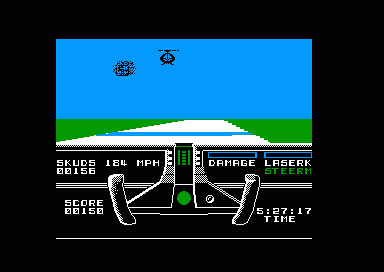 SKUDS 184 MPH DAMAGE LASERK
00156 STEERM
SCORE
00150 5:27:17
TIME